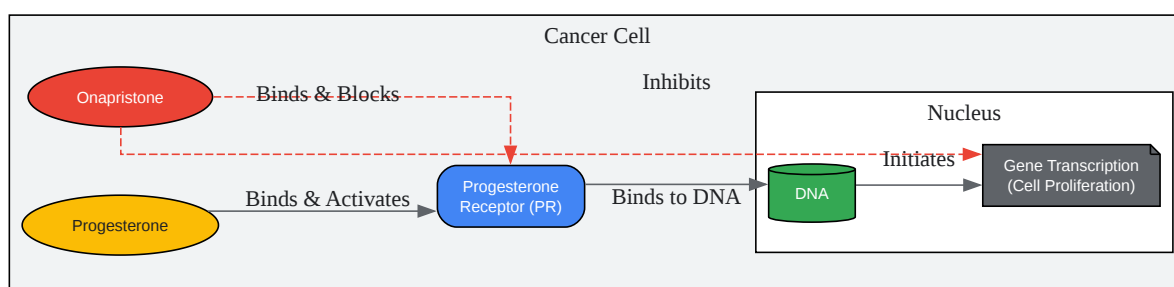 Cancer Cell
Inhibits
Onapristone
Binds & Blocks
Nucleus
Initiates
Gene Transcription
(Cell Proliferation)
Progesterone
Receptor (PR)
Binds & Activates
Binds to DNA
DNA
Progesterone